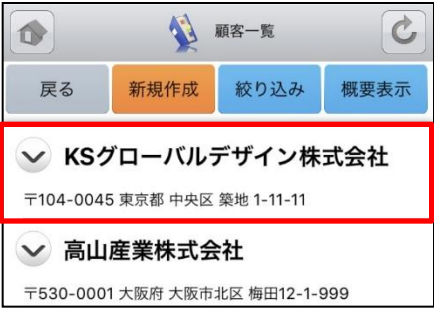 顧客一覧
戻る 新規作成 絞り込み 概要表示
KSグローバルデザイン株式会社
〒104-0045 東京都 中央区 築地 1-11-11
高山産業株式会社
〒530-0001 大阪府 大阪市北区 梅田12-1-999